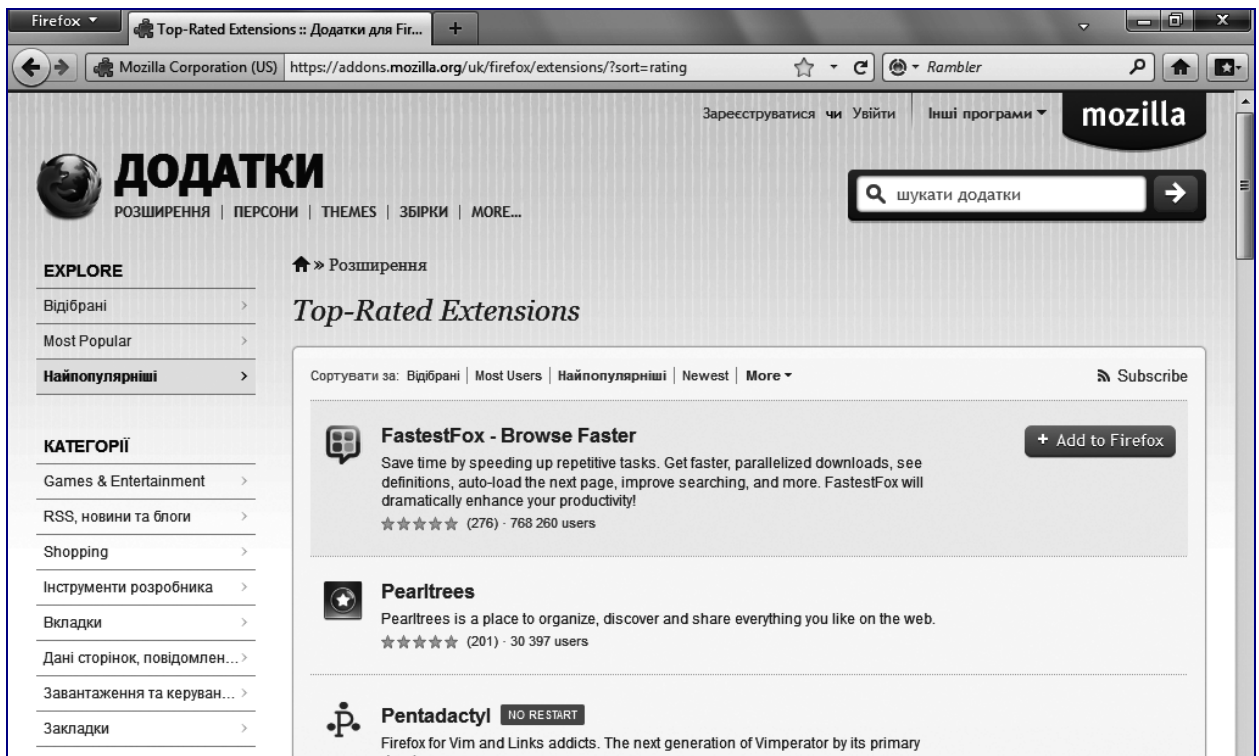 Firefox
Top-Rated Extensions :: Додатки для Fir...
Mozilla Corporation (US) https://addons.mozilla.org/uk/firefox/extensions/?sort=rating Rambler
Зареєструватися чи Увійти Інші програми mozilla
ДОДАТКИ
РОЗШИРЕННЯ | ПЕРСОНИ | THEMES | ЗБІРКИ | MORE...
шукати додатки
EXPLORE
Відібрані
Most Popular
Найпопулярніші
КАТЕГОРІЇ
Games & Entertainment
RSS, новини та блоги
Shopping
Інструменти розробника
Вкладки
Дані сторінок, повідомлен...
Завантаження та керуван...
Закладки
» Розширення
Top-Rated Extensions
Сортувати за: Відібрані | Most Users | Найпопулярніші | Newest | More
Subscribe
FastestFox - Browse Faster
+ Add to Firefox
Save time by speeding up repetitive tasks. Get faster, parallelized downloads, see
definitions, auto-load the next page, improve searching, and more. FastestFox will
dramatically enhance your productivity!
(276) · 768 260 users
Pearltrees
Pearltrees is a place to organize, discover and share everything you like on the web.
(201) · 30 397 users
Pentadactyl NO RESTART
Firefox for Vim and Links addicts. The next generation of Vimperator by its primary